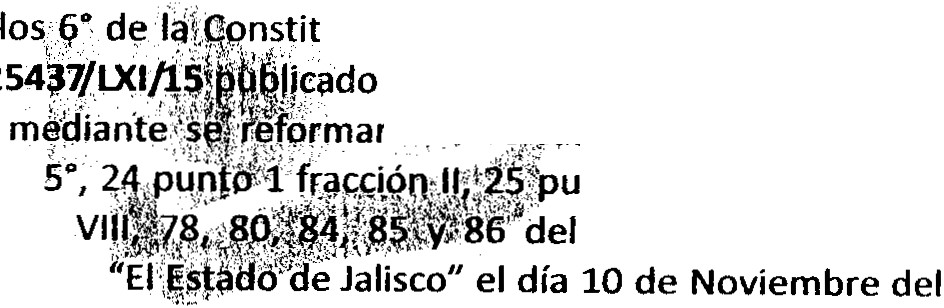 los 6° de la Constit
25437/LXI/15 publicado
mediante se reformar
5°, 24 punto 1 fracción II, 25 pu
VIII, 78, 80, 84, 85 y 86 del
“El Estado de Jalisco” el día 10 de Noviembre del